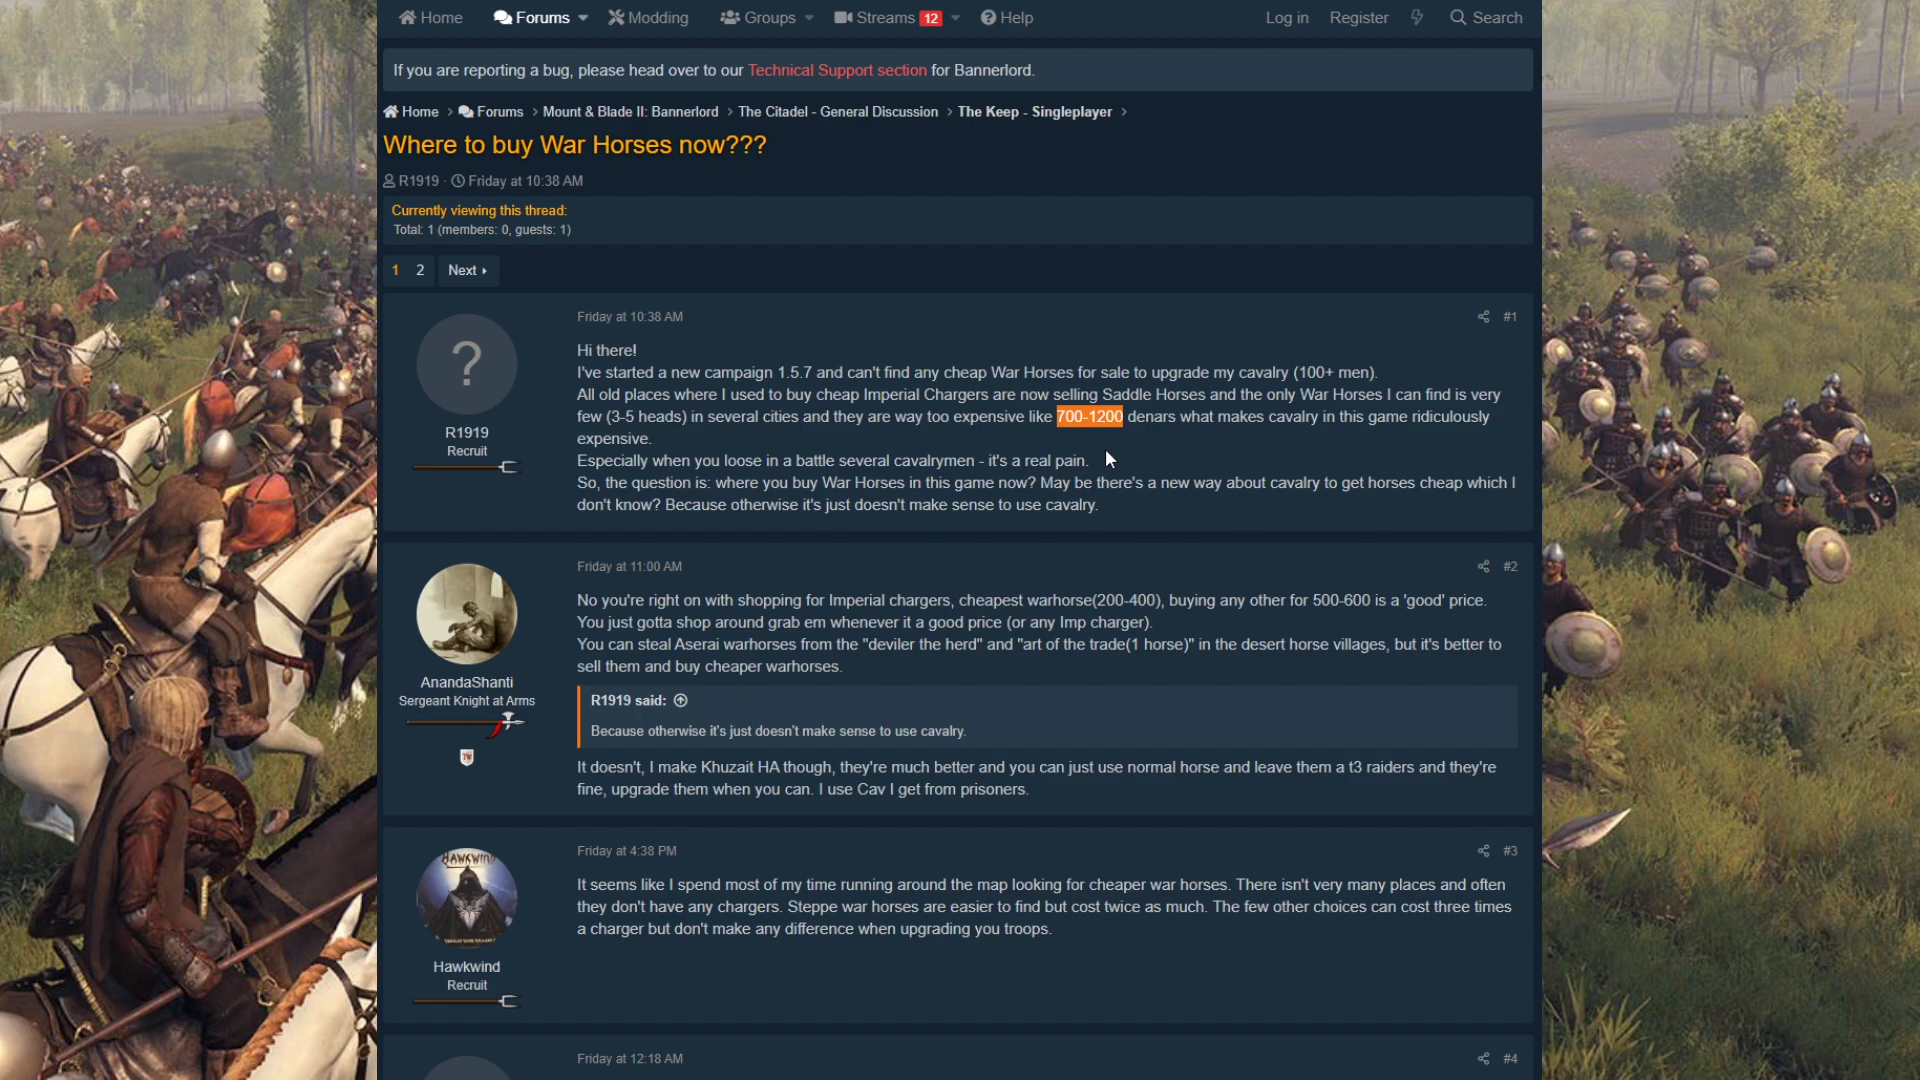 Home Forums Modding Groups Streams 12 Help Log in Register Search
If you are reporting a bug, please head over to our Technical Support section for Bannerlord.
Home > Forums > Mount & Blade II: Bannerlord > The Citadel - General Discussion > The Keep - Singleplayer >
Where to buy War Horses now???
R1919 · Friday at 10:38 AM
Currently viewing this thread:
Total: 1 (members: 0, guests: 1)
1 2 Next
Friday at 10:38 AM #1
?
R1919
Recruit
Hi there!
I've started a new campaign 1.5.7 and can't find any cheap War Horses for sale to upgrade my cavalry (100+ men).
All old places where I used to buy cheap Imperial Chargers are now selling Saddle Horses and the only War Horses I can find is very
few (3-5 heads) in several cities and they are way too expensive like 700-1200 denars what makes cavalry in this game ridiculously
expensive.
Especially when you loose in a battle several cavalrymen - it's a real pain.
So, the question is: where you buy War Horses in this game now? May be there's a new way about cavalry to get horses cheap which I
don't know? Because otherwise it's just doesn't make sense to use cavalry.
Friday at 11:00 AM #2
AnandaShanti
Sergeant Knight at Arms
TW
No you're right on with shopping for Imperial chargers, cheapest warhorse(200-400), buying any other for 500-600 is a 'good' price.
You just gotta shop around grab em whenever it a good price (or any Imp charger).
You can steal Aserai warhorses from the "deviler the herd" and "art of the trade(1 horse)" in the desert horse villages, but it's better to
sell them and buy cheaper warhorses.
R1919 said:
Because otherwise it's just doesn't make sense to use cavalry.
It doesn't, I make Khuzait HA though, they're much better and you can just use normal horse and leave them a t3 raiders and they're
fine, upgrade them when you can. I use Cav I get from prisoners.
Friday at 4:38 PM #3
HAWKWIND
Hawkwind
Recruit
It seems like I spend most of my time running around the map looking for cheaper war horses. There isn't very many places and often
they don't have any chargers. Steppe war horses are easier to find but cost twice as much. The few other choices can cost three times
a charger but don't make any difference when upgrading you troops.
Friday at 12:18 AM #4